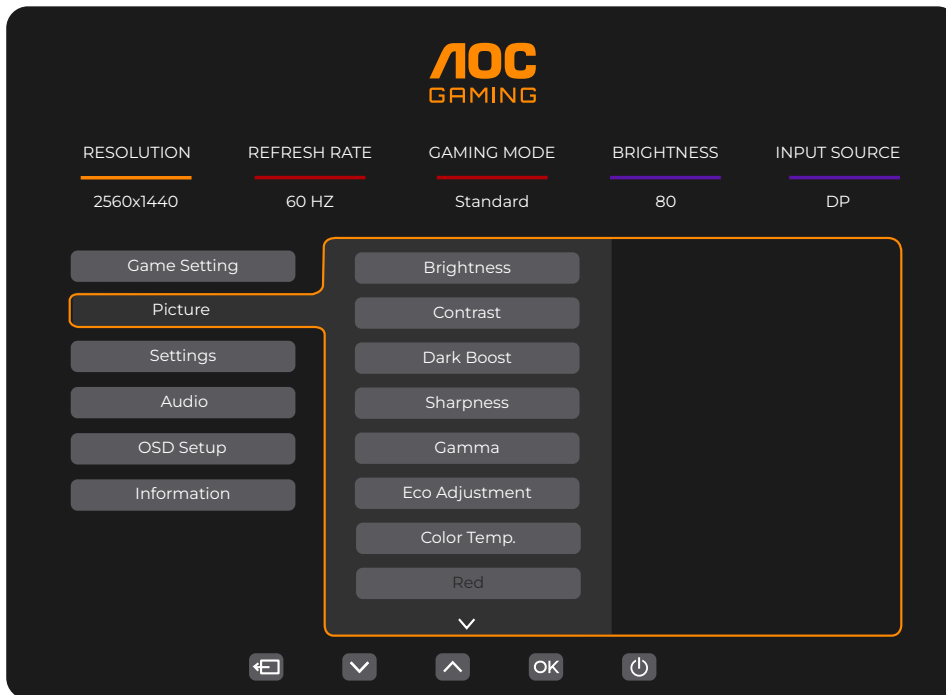 AOC
GAMING
RESOLUTION REFRESH RATE GAMING MODE BRIGHTNESS INPUT SOURCE
2560x1440 60 HZ Standard 80 DP
Game Setting
Picture
Settings
Audio
OSD Setup
Information
Brightness
Contrast
Dark Boost
Sharpness
Gamma
Eco Adjustment
Color Temp.
Red
OK